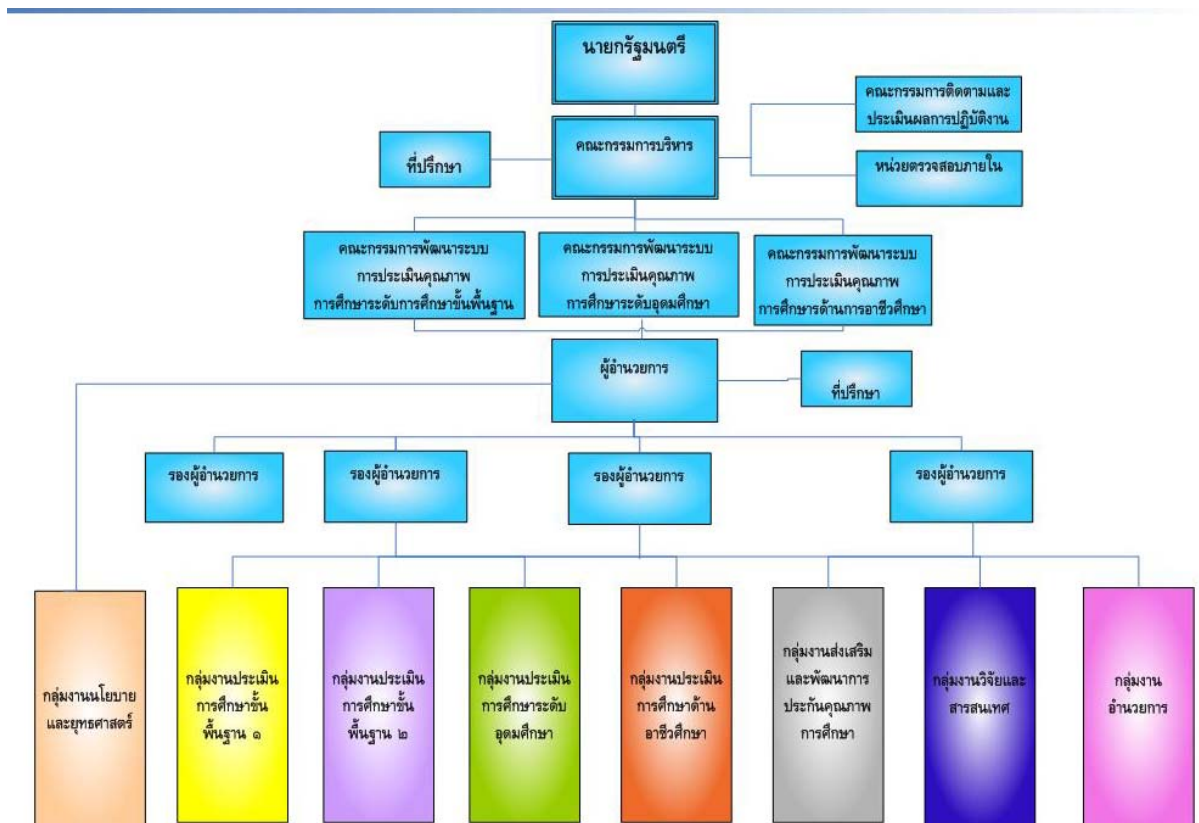 นายกรัฐมนตรี
คณะกรรมการติดตามและ
ประเมินผลการปฏิบัติงาน
คณะกรรมการบริหาร
ที่ปรึกษา
หน่วยตรวจสอบภายใน
คณะกรรมการพัฒนาระบบ
การประเมินคุณภาพ
การศึกษาระดับการศึกษาขั้นพื้นฐาน
คณะกรรมการพัฒนาระบบ
การประเมินคุณภาพ
การศึกษาระดับอุดมศึกษา
คณะกรรมการพัฒนาระบบ
การประเมินคุณภาพ
การศึกษารด้านการอาชีวศึกษา
ผู้อำนวยการ
ที่ปรึกษา
รองผู้อำนวยการ
รองผู้อำนวยการ
รองผู้อำนวยการ
รองผู้อำนวยการ
กลุ่มงานนโยบาย
และยุทธศาสตร์
กลุ่มงานประเมิน
การศึกษาขั้น
พื้นฐาน ๑
กลุ่มงานประเมิน
การศึกษาขั้น
พื้นฐาน ๒
กลุ่มงานประเมิน
การศึกษาระดับ
อุดมศึกษา
กลุ่มงานประเมิน
การศึกษาด้าน
อาชีวศึกษา
กลุ่มงานส่งเสริม
และพัฒนาการ
ประกันคุณภาพ
การศึกษา
กลุ่มงานวิจัยและ
สารสนเทศ
กลุ่มงาน
อำนวยการ